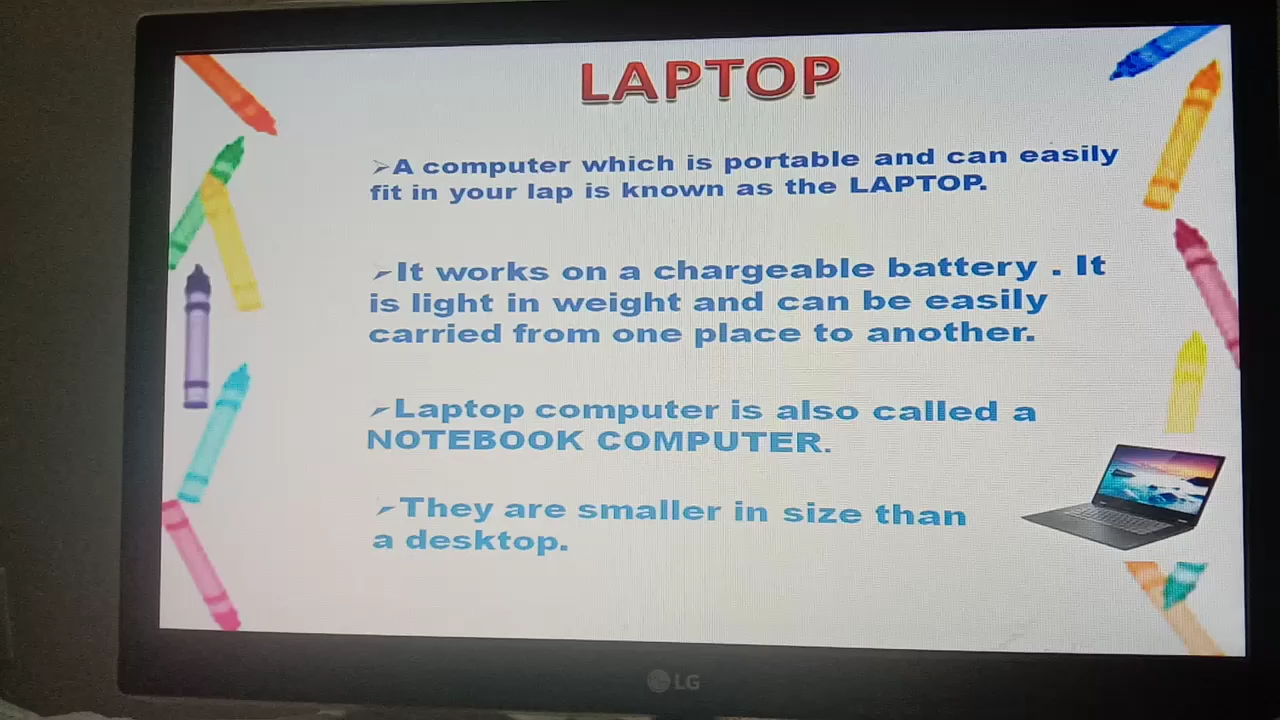 LAPTOP
➢A computer which is portable and can easily
fit in your lap is known as the LAPTOP.
➢It works on a chargeable battery . It
is light in weight and can be easily
carried from one place to another.
➢Laptop computer is also called a
NOTEBOOK COMPUTER.
➢They are smaller in size than
a desktop.
LG